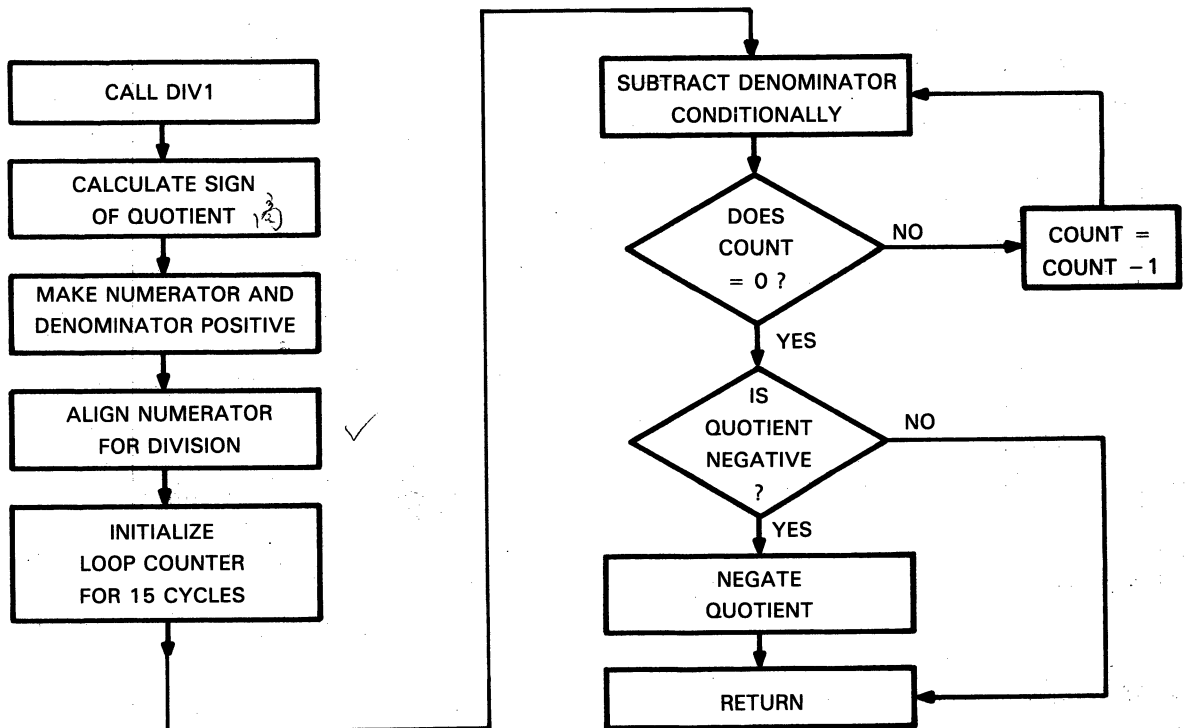 CALL DIV1
CALCULATE SIGN
OF QUOTIENT
MAKE NUMERATOR AND
DENOMINATOR POSITIVE
ALIGN NUMERATOR
FOR DIVISION
INITIALIZE
LOOP COUNTER
FOR 15 CYCLES
SUBTRACT DENOMINATOR
CONDITIONALLY
DOES
COUNT
= 0 ?
NO
COUNT =
COUNT -1
YES
IS
QUOTIENT
NEGATIVE
?
NO
YES
NEGATE
QUOTIENT
RETURN